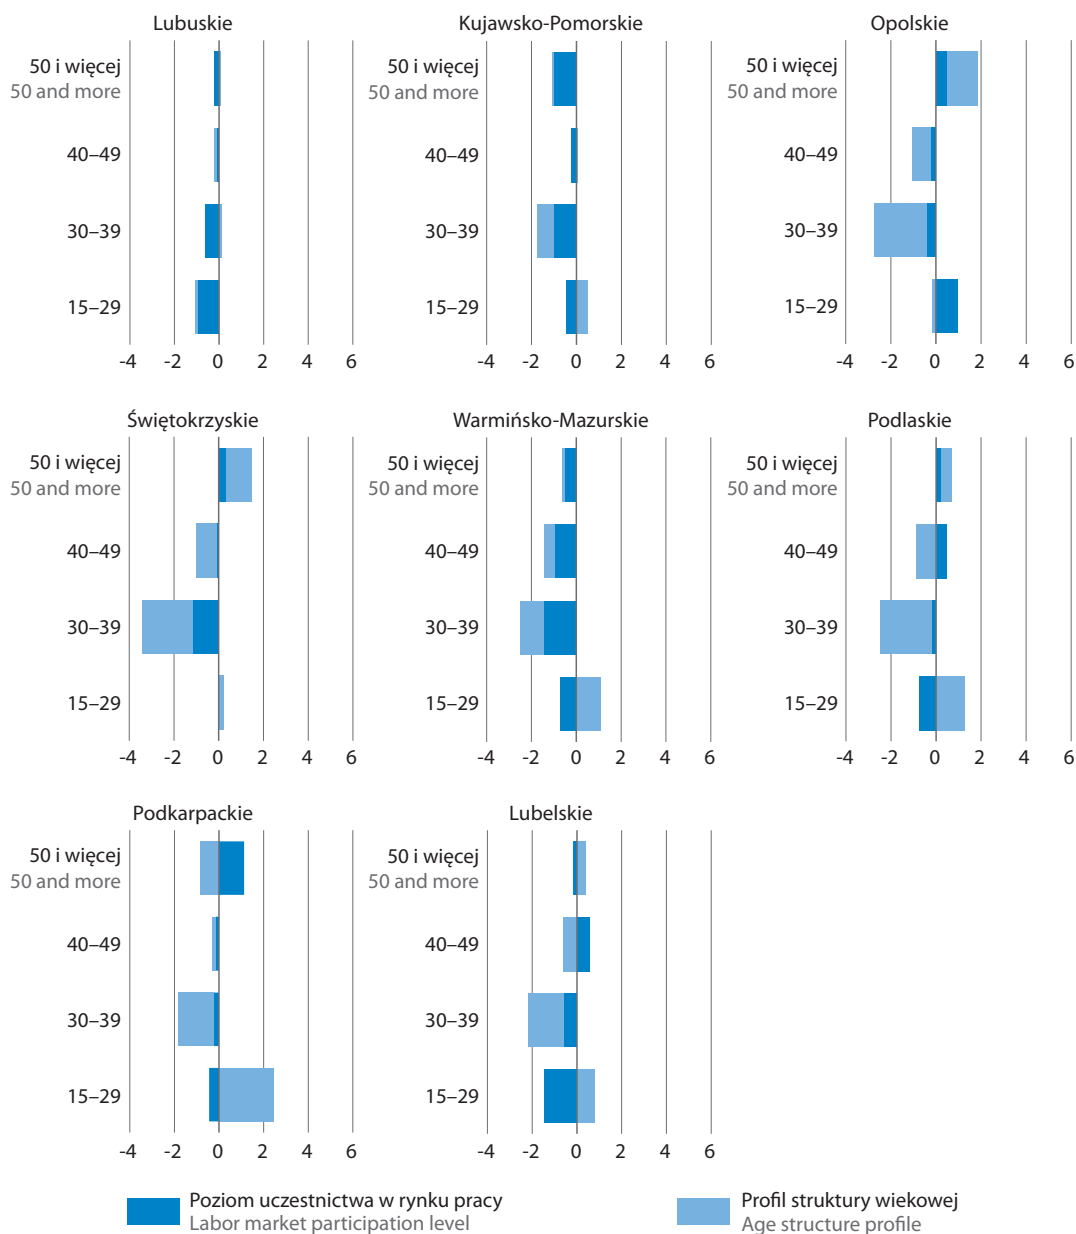 Lubuskie
50 i więcej
50 and more
40–49
30–39
15–29
-4 -2 0 2 4 6
Kujawsko-Pomorskie
50 i więcej
50 and more
40–49
30–39
15–29
-4 -2 0 2 4 6
Opolskie
50 i więcej
50 and more
40–49
30–39
15–29
-4 -2 0 2 4 6
Świętokrzyskie
50 i więcej
50 and more
40–49
30–39
15–29
-4 -2 0 2 4 6
Warmińsko-Mazurskie
50 i więcej
50 and more
40–49
30–39
15–29
-4 -2 0 2 4 6
Podlaskie
50 i więcej
50 and more
40–49
30–39
15–29
-4 -2 0 2 4 6
Podkarpackie
50 i więcej
50 and more
40–49
30–39
15–29
-4 -2 0 2 4 6
Lubelskie
50 i więcej
50 and more
40–49
30–39
15–29
-4 -2 0 2 4 6
Poziom uczestnictwa w rynku pracy
Labor market participation level
Profil struktury wiekowej
Age structure profile